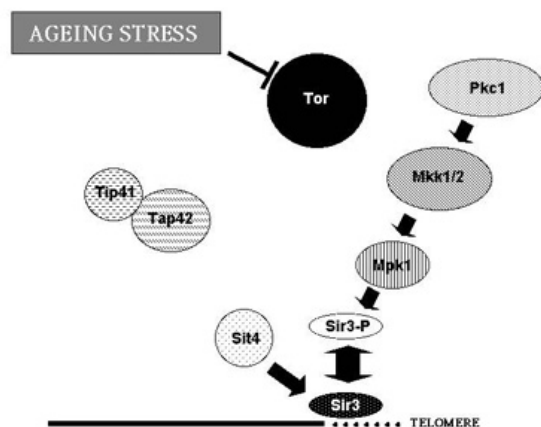 AGEING STRESS
Tor
Pkc1
Mkk1/2
Tip41
Tap42
Mpk1
Sir3-P
Sit4
Sir3
TELOMERE